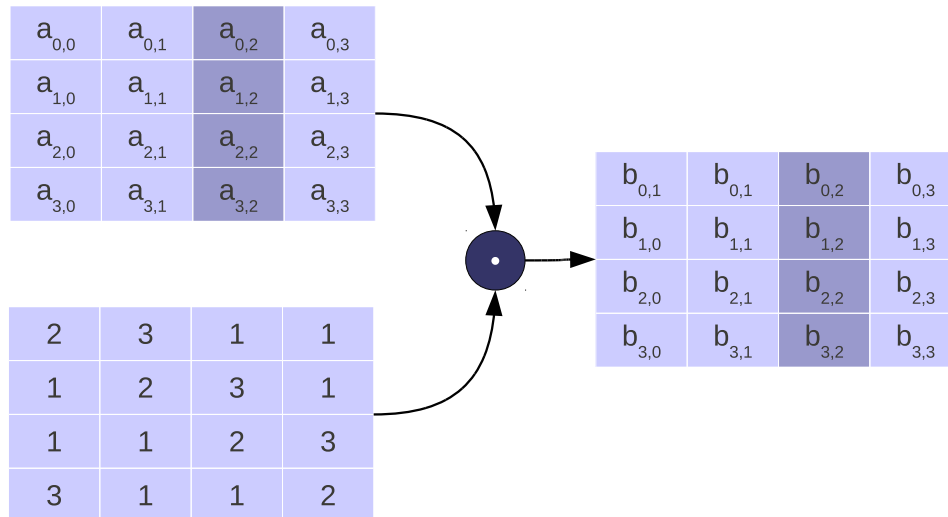 a0,0 a0,1 a0,2 a0,3
a1,0 a1,1 a1,2 a1,3
a2,0 a2,1 a2,2 a2,3
a3,0 a3,1 a3,2 a3,3
2 3 1 1
1 2 3 1
1 1 2 3
3 1 1 2
b0,1 b0,1 b0,2 b0,3
b1,0 b1,1 b1,2 b1,3
b2,0 b2,1 b2,2 b2,3
b3,0 b3,1 b3,2 b3,3